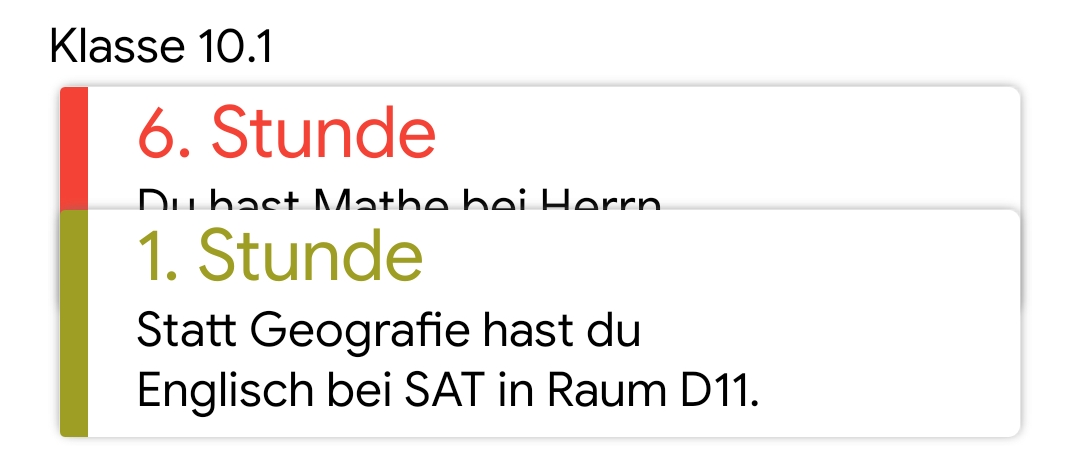 Klasse 10.1
6. Stunde
Du hast Mathe bei Herrn
1. Stunde
Statt Geografie hast du
Englisch bei SAT in Raum D11.